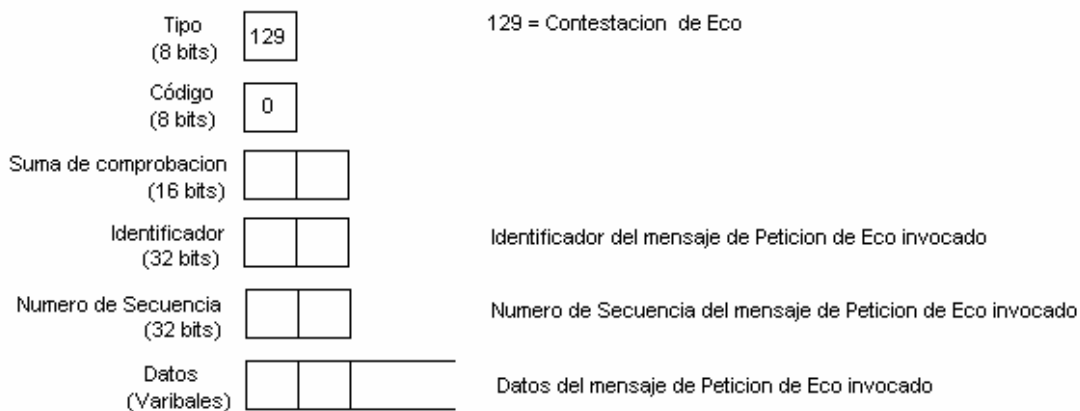 Tipo
(8 bits)
129
129 = Contestacion de Eco
Código
(8 bits)
0
Suma de comprobacion
(16 bits)
Identificador
(32 bits)
Identificador del mensaje de Peticion de Eco invocado
Numero de Secuencia
(32 bits)
Numero de Secuencia del mensaje de Peticion de Eco invocado
Datos
(Varibales)
Datos del mensaje de Peticion de Eco invocado